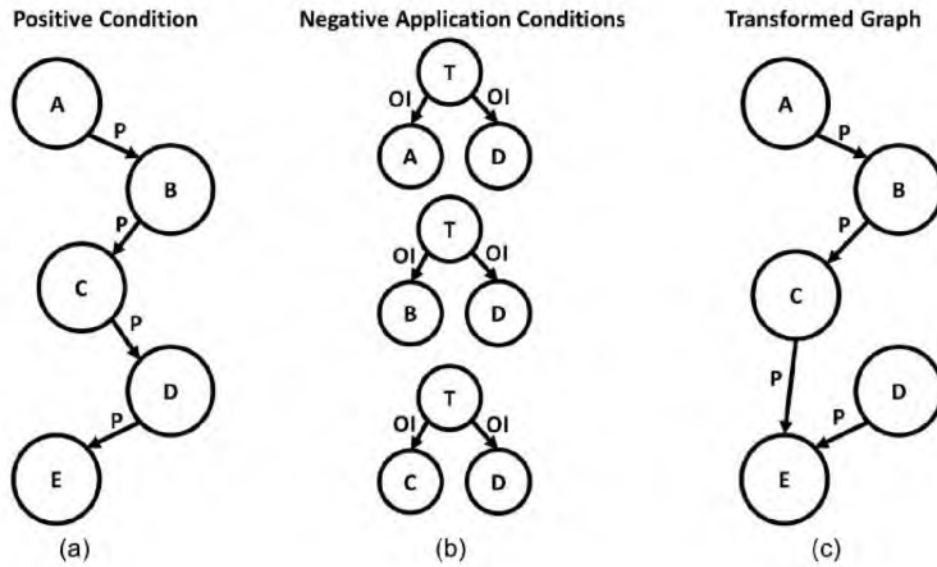 Positive Condition
A
P
B
P
C
P
D
P
E
(a)
Negative Application Conditions
T
OI OI
A D
T
OI OI
B D
T
OI OI
C D
(b)
Transformed Graph
A
P
B
P
C
P
D
P
E
(c)